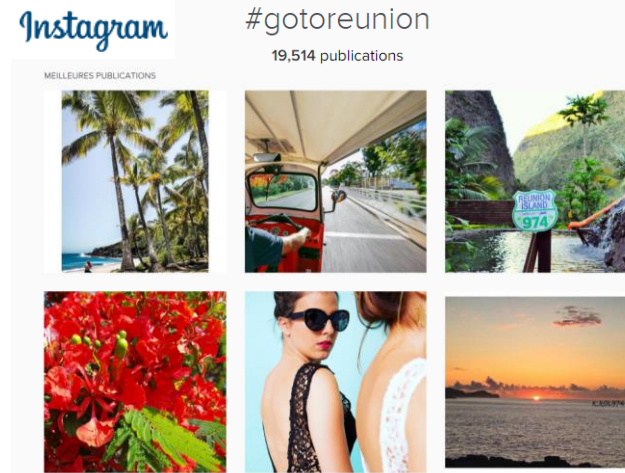 Instagram
#gotoreunion
19,514 publications
MEILLEURES PUBLICATIONS
REUNION
ISLAND
974